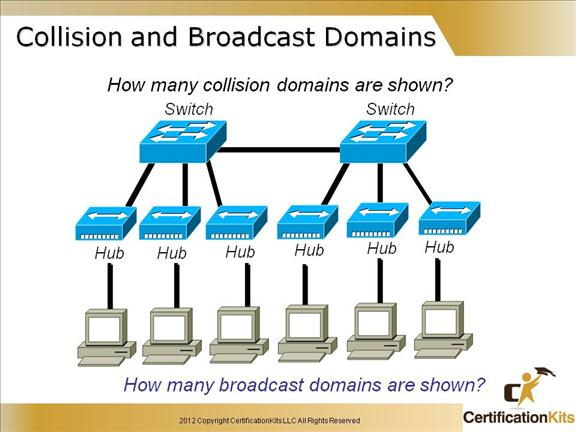 Collision and Broadcast Domains
How many collision domains are shown?
Switch Switch
Hub Hub Hub Hub Hub Hub
How many broadcast domains are shown?
2012 Copyright CertificationKits LLC All Rights Reserved
CertificationKits